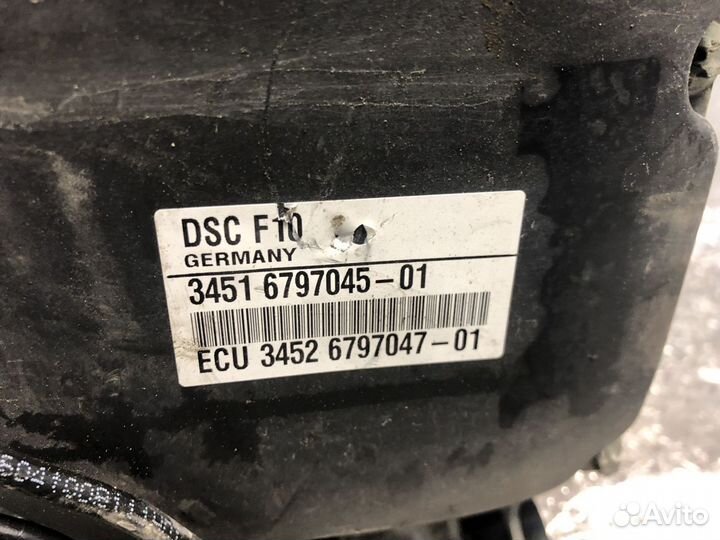 DSC F10
GERMANY
3451 6797045-01
ECU 3452 6797047-01
Avito